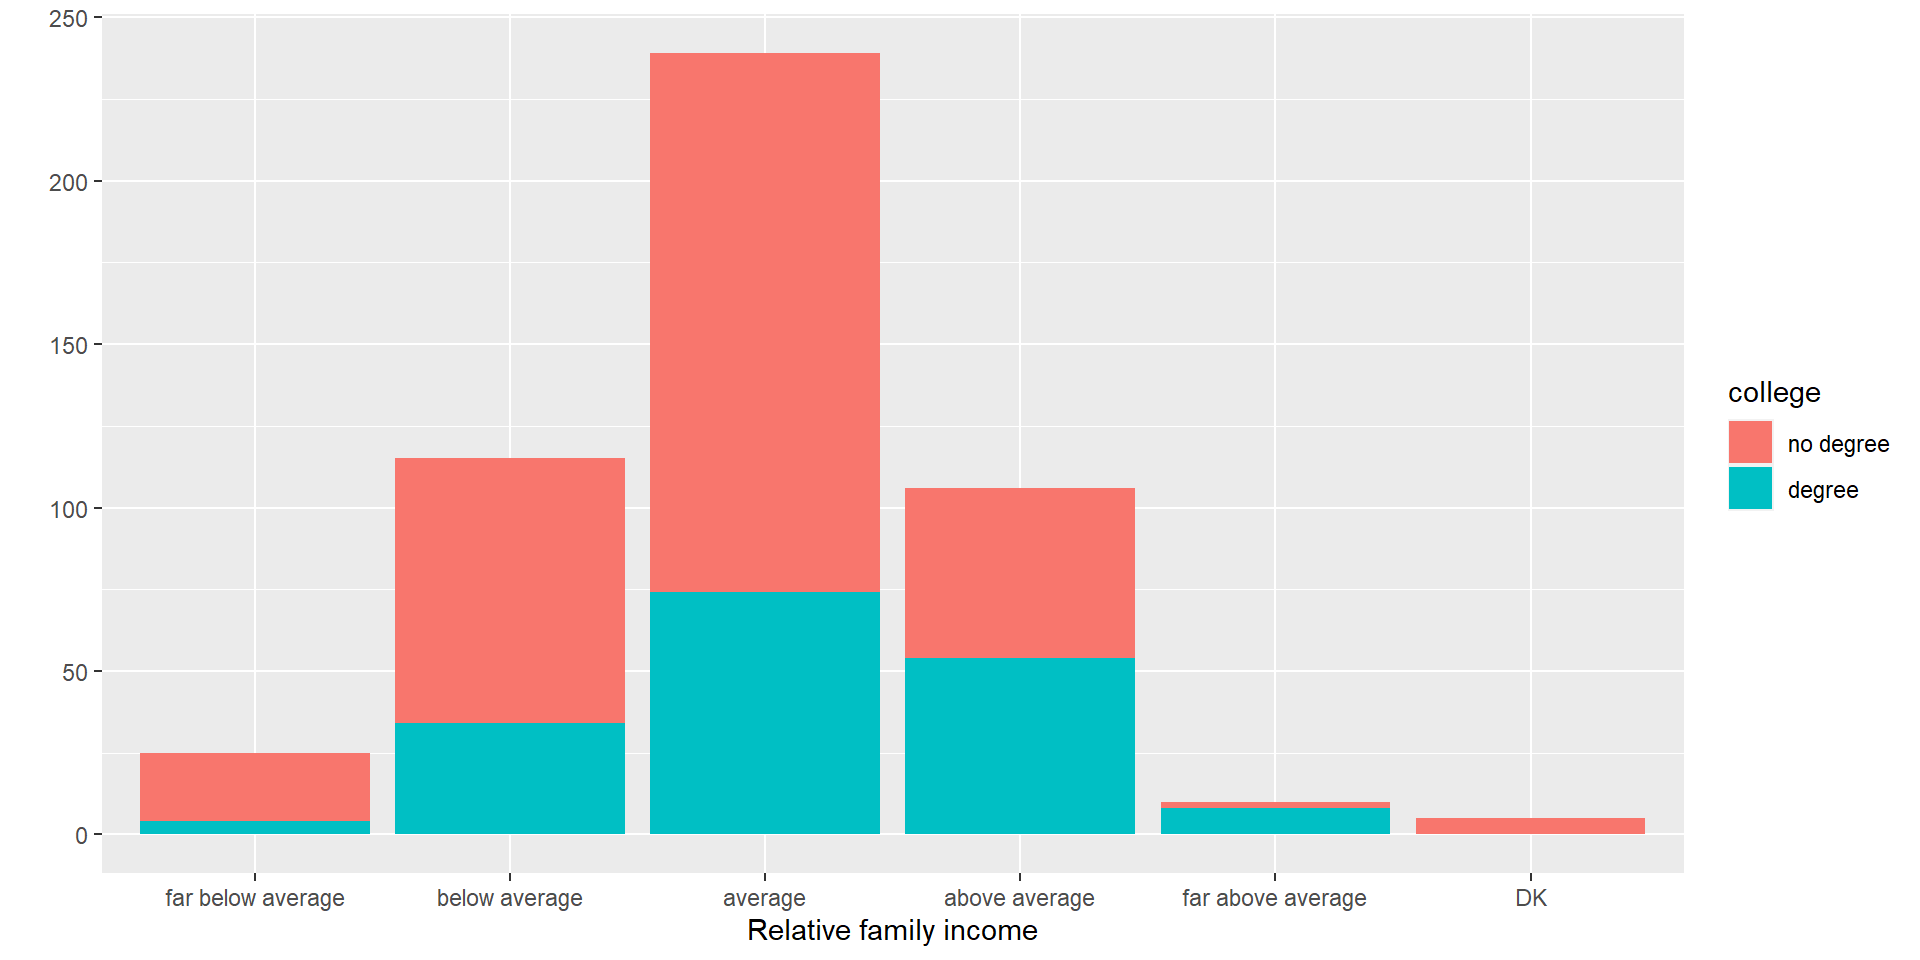 250
200
150
100
50
0
far below average
below average
average
above average
far above average
DK
Relative family income
college
no degree
degree